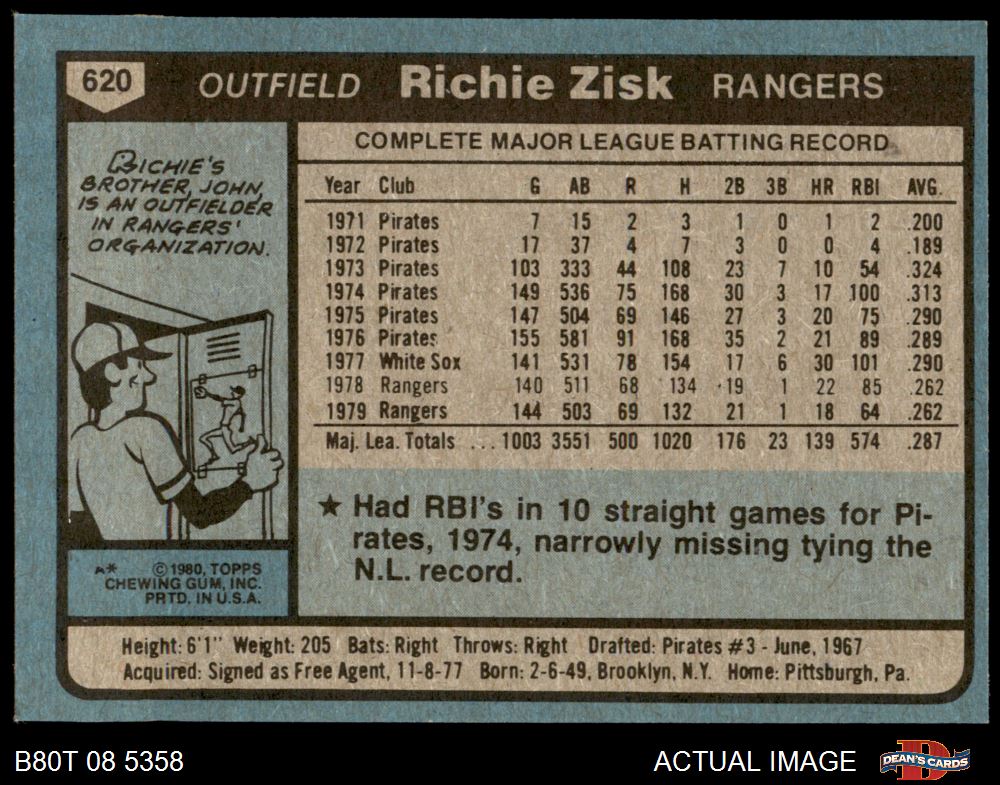 620 OUTFIELD Richie Zisk RANGERS
RICHIE'S
BROTHER, JOHN,
IS AN OUTFIELDER
IN RANGERS'
ORGANIZATION.
COMPLETE MAJOR LEAGUE BATTING RECORD
Year Club G AB R H 2B 3B HR RBI AVG.
1971 Pirates 7 15 2 3 1 0 1 2 .200
1972 Pirates 17 37 4 7 3 0 0 4 .189
1973 Pirates 103 333 44 108 23 7 10 54 .324
1974 Pirates 149 536 75 168 30 3 17 100 .313
1975 Pirates 147 504 69 146 27 3 20 75 .290
1976 Pirates 155 581 91 168 35 2 21 89 .289
1977 White Sox 141 531 78 154 17 6 30 101 .290
1978 Rangers 140 511 68 134 19 1 22 85 .262
1979 Rangers 144 503 69 132 21 1 18 64 .262
Maj. Lea. Totals ... 1003 3551 500 1020 176 23 139 574 .287
★ Had RBI's in 10 straight games for Pi-
rates, 1974, narrowly missing tying the
N.L. record.
A* © 1980, TOPPS
CHEWING GUM, INC.
PRTD. IN U.S.A.
Height: 6'1" Weight: 205 Bats: Right Throws: Right Drafted: Pirates #3 - June, 1967
Acquired: Signed as Free Agent, 11-8-77 Born: 2-6-49, Brooklyn, N.Y. Home: Pittsburgh, Pa.
B80T 08 5358 ACTUAL IMAGE D DEAN'S CARDS